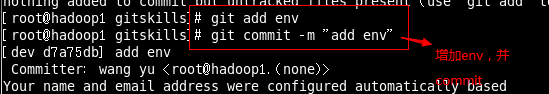 nothing added to commit but untracked files present (use "git add" to
[root@hadoop1 gitskills]# git add env
[root@hadoop1 gitskills]# git commit -m "add env"
[dev d7a75db] add env
Committer: wang yu <root@hadoop1.(none)>
Your name and email address were configured automatically based
增加env，并
commit